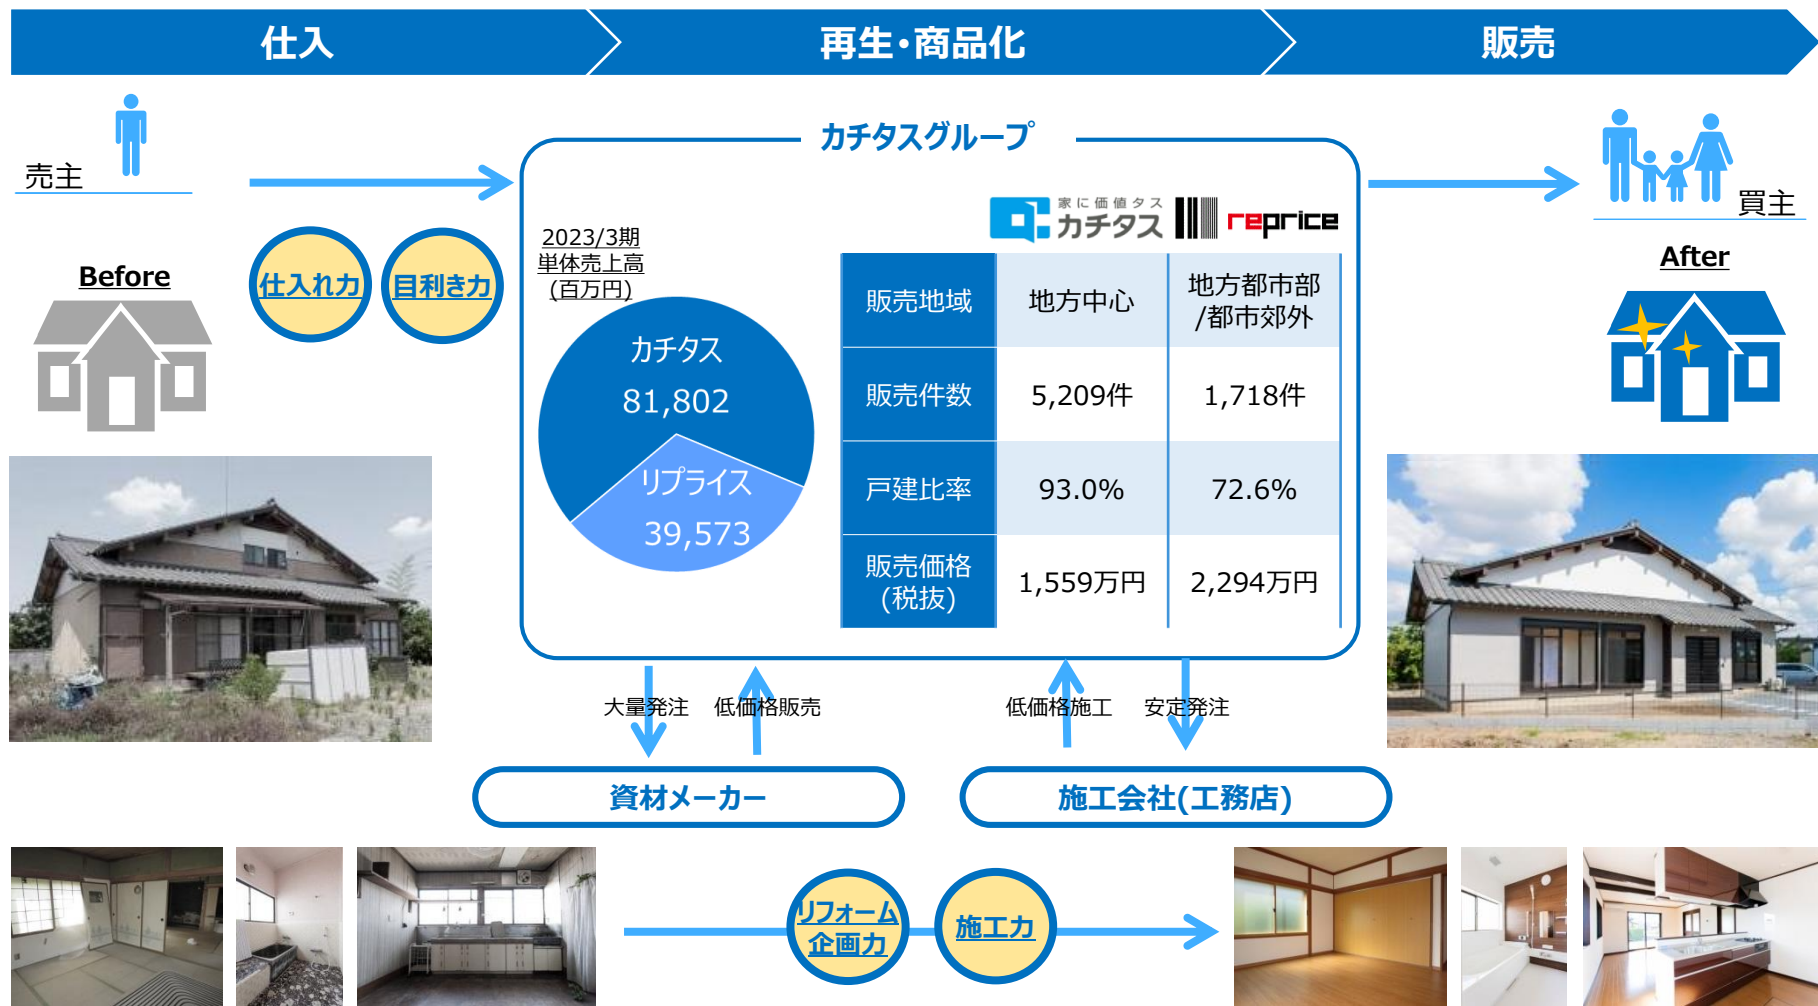 仕入
再生・商品化
販売
売主
カチタスグループ
買主
Before
仕入れ力
目利き力
2023/3期
単体売上高
(百万円)
カチタス
81,802
リプライス
39,573
家に価値タス
カチタス
reprice
販売地域
地方中心
地方都市部
/都市郊外
販売件数
5,209件
1,718件
戸建比率
93.0%
72.6%
販売価格
(税抜)
1,559万円
2,294万円
After
大量発注
低価格販売
低価格施工
安定発注
資材メーカー
施工会社(工務店)
リフォーム
企画力
施工力